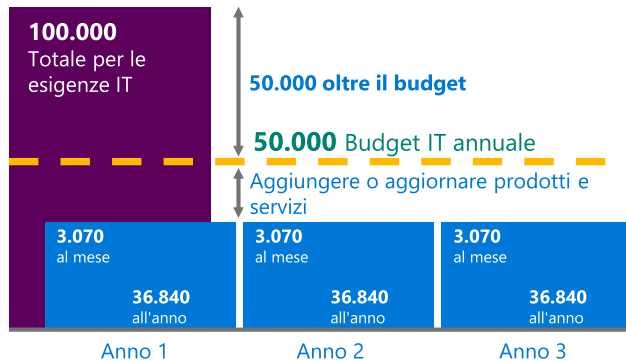 100.000
Totale per le
esigenze IT
50.000 oltre il budget
50.000 Budget IT annuale
Aggiungere o aggiornare prodotti e
servizi
3.070
al mese
36.840
all'anno
3.070
al mese
36.840
all'anno
3.070
al mese
36.840
all'anno
Anno 1
Anno 2
Anno 3